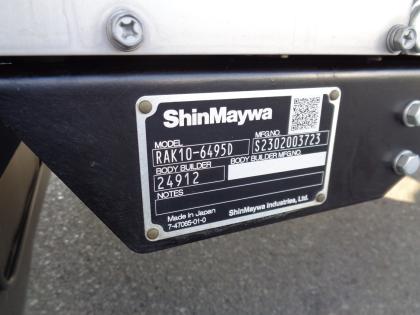 ShinMaywa
MODEL MFG.NO.
RAK10-6495D S2302003723
BODY BUILDER BODY BUILDER MFG.NO.
24912
NOTES
Made in Japan ShinMaywa Industries, Ltd.
7-47065-01-0